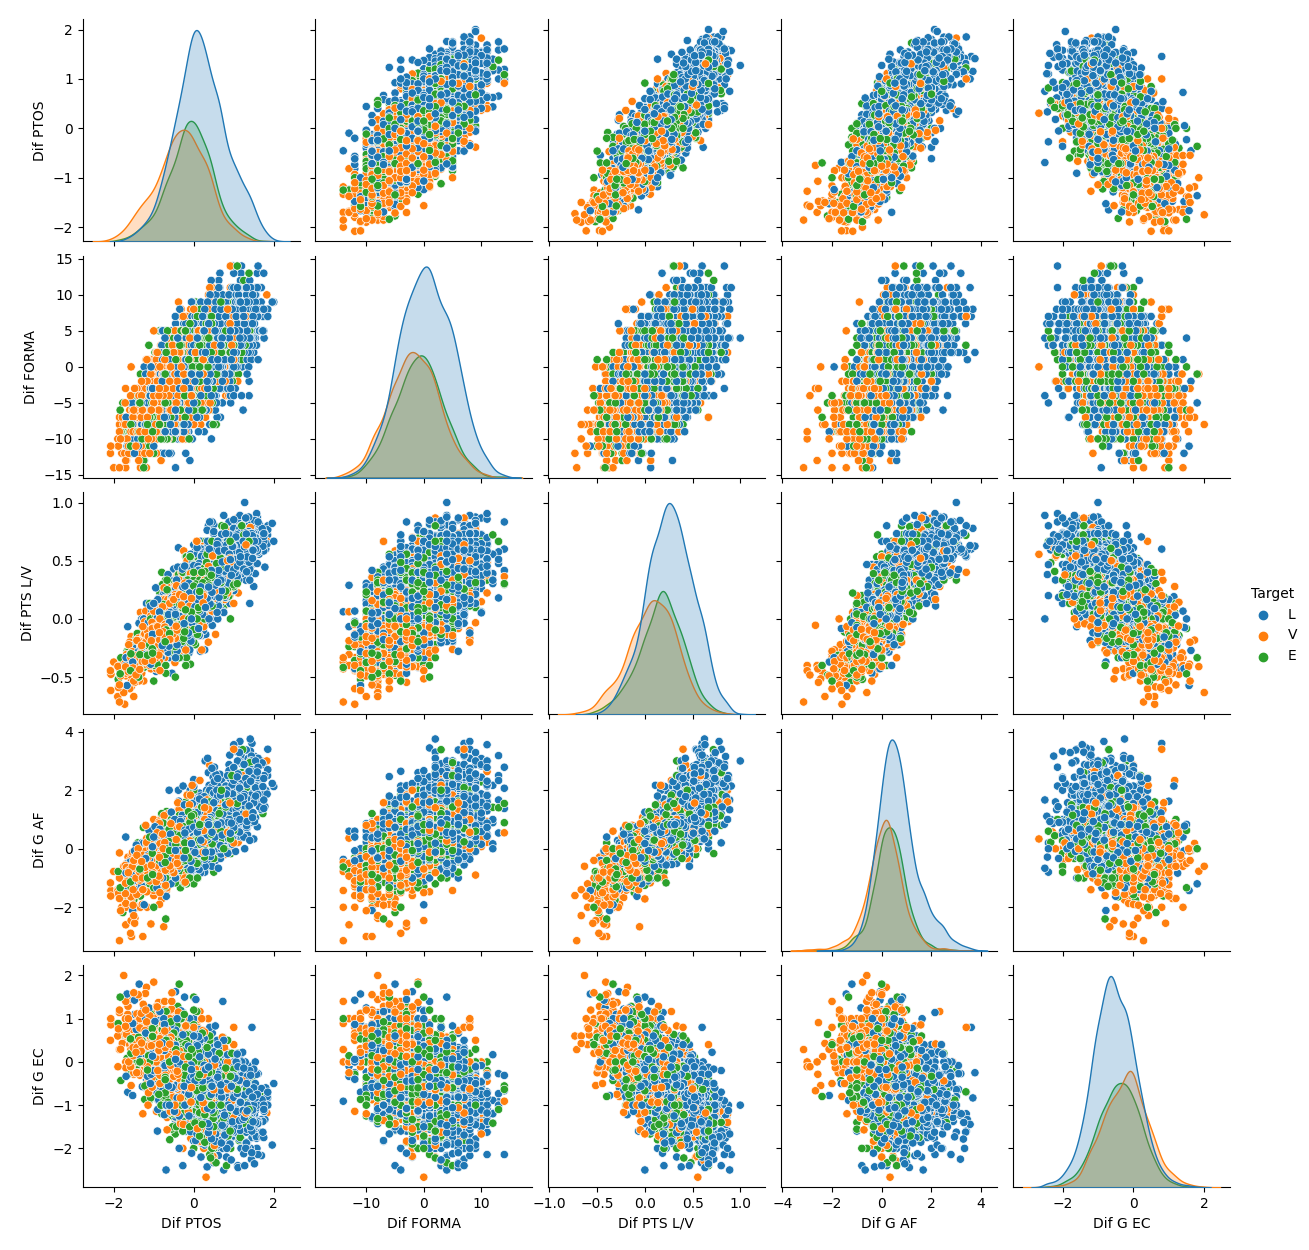 2
1
0
−1
−2
Dif PTOS
15
10
5
0
−5
−10
−15
Dif FORMA
1.0
0.5
0.0
−0.5
Dif PTS L/V
Target
L
V
E
4
2
0
−2
Dif G AF
2
1
0
−1
−2
Dif G EC
−2 0 2
−10 0 10
−1.0 −0.5 0.0 0.5 1.0
−4 −2 0 2 4
−2 0 2
Dif PTOS
Dif FORMA
Dif PTS L/V
Dif G AF
Dif G EC